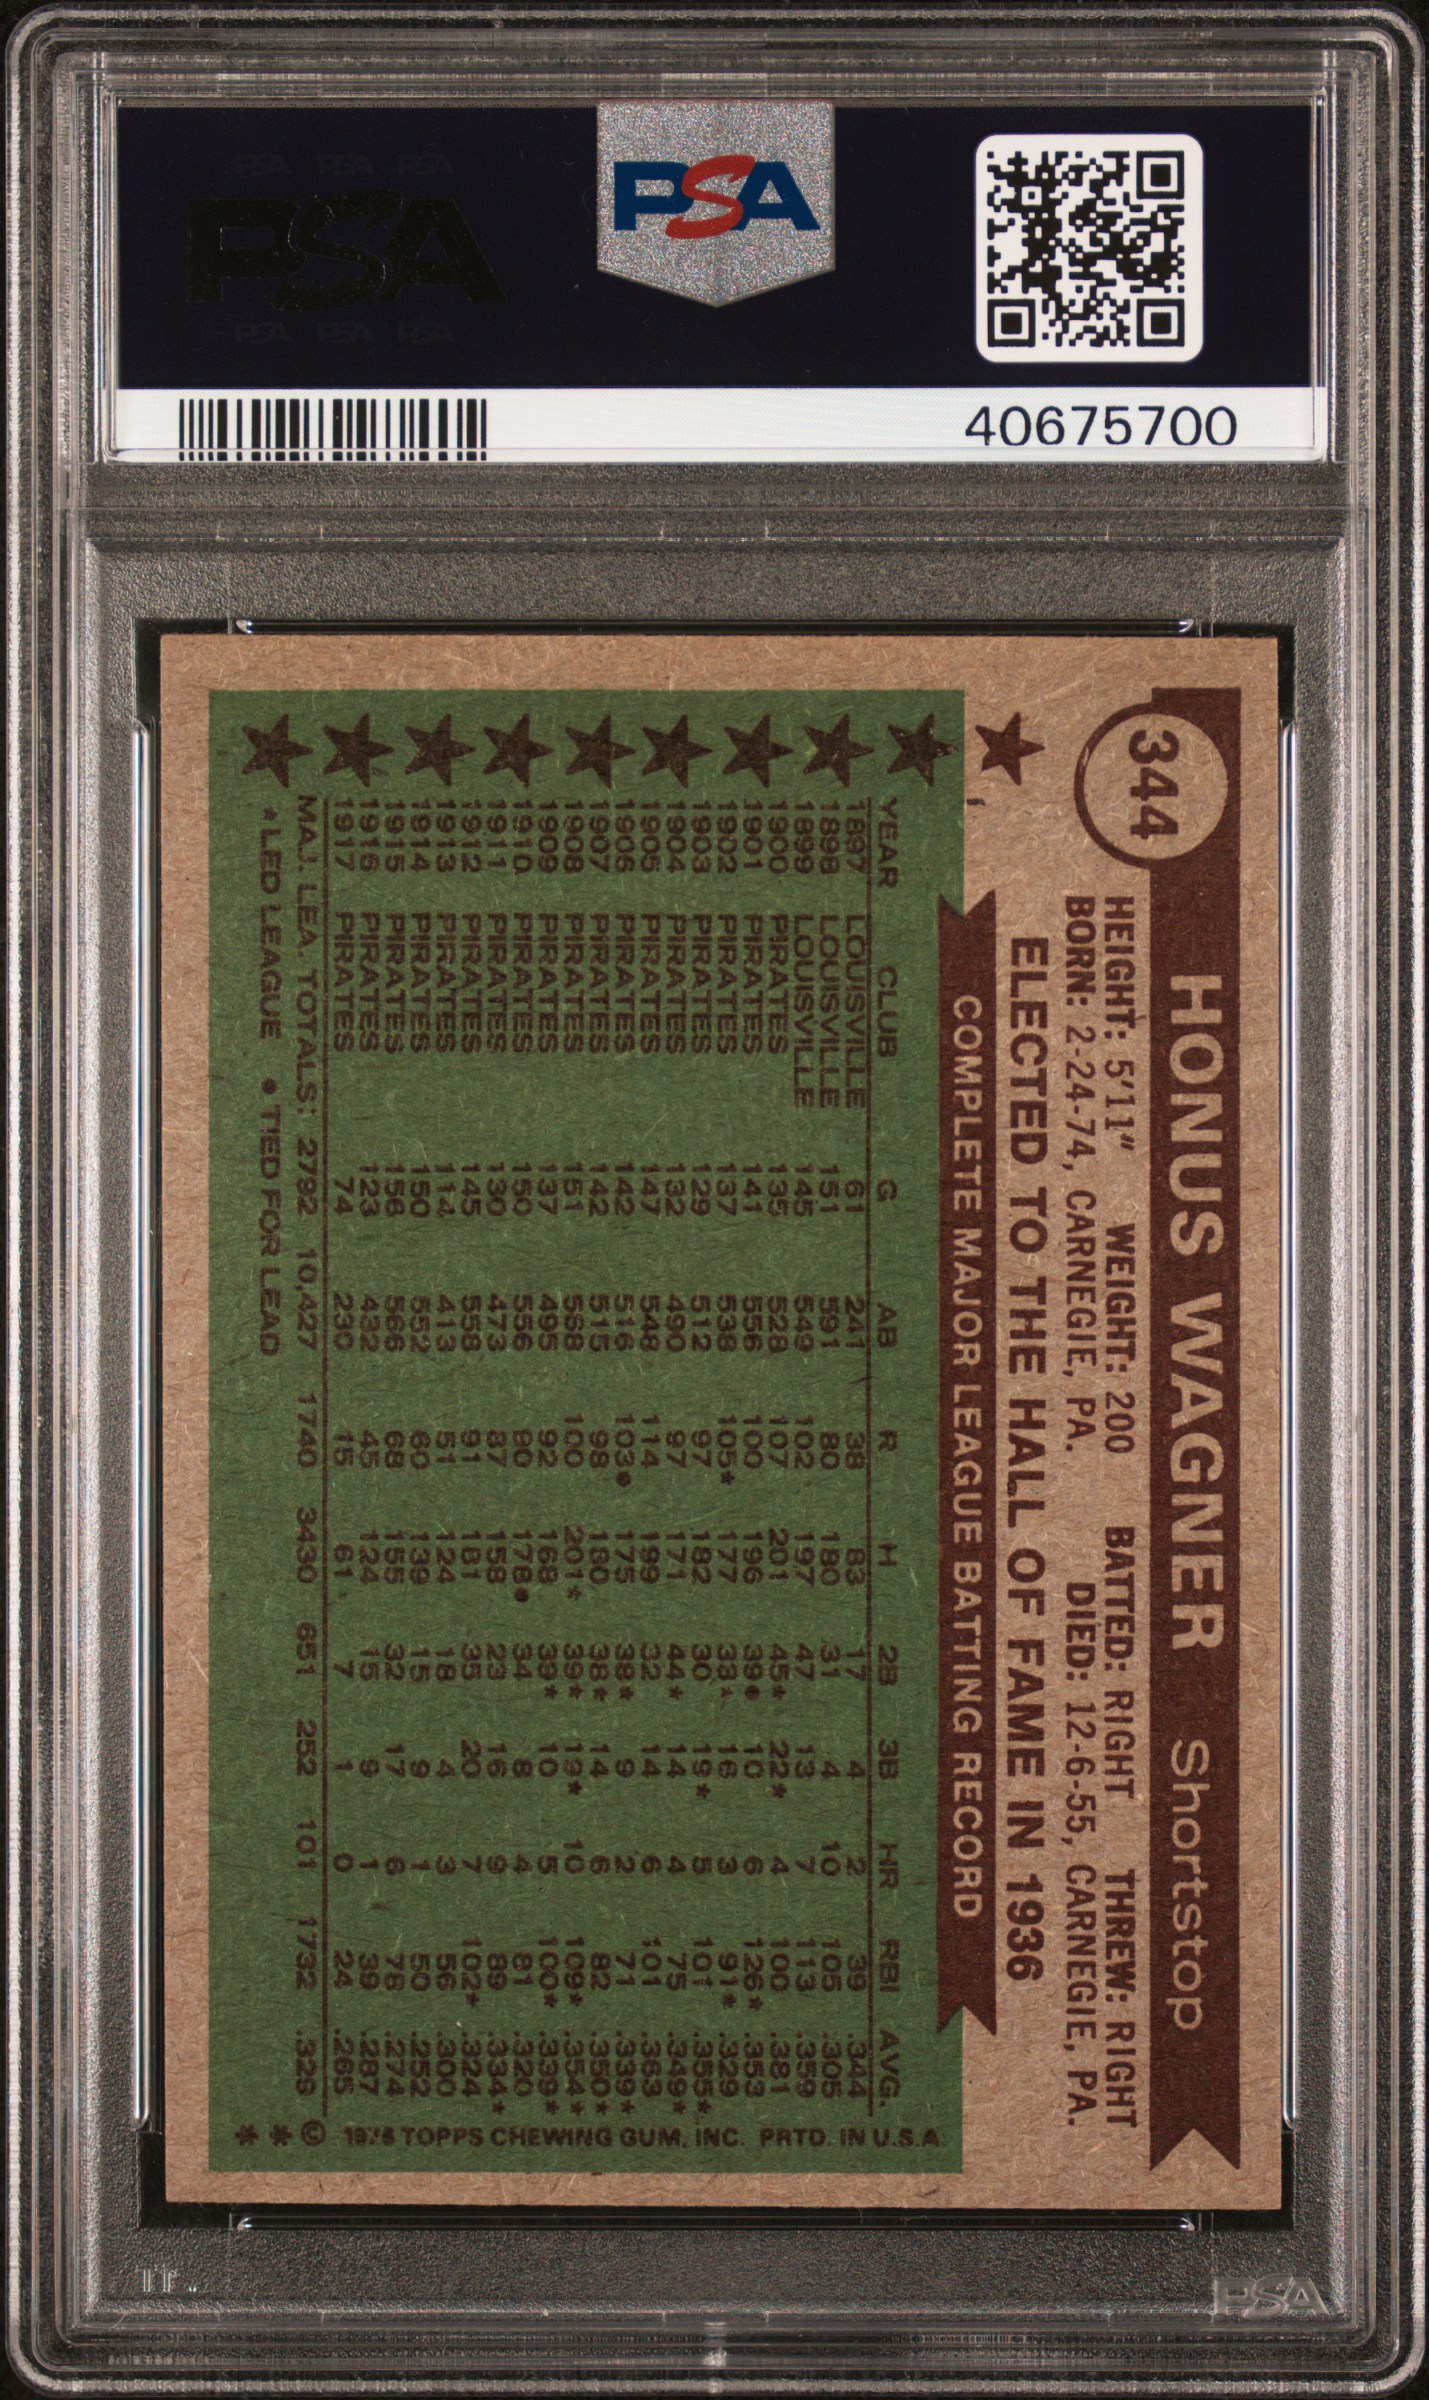 PSA PSA PSA
PSA
PSA PSA PSA
PSA
40675700
344
HONUS WAGNER Shortstop
HEIGHT: 5'11" WEIGHT: 200 BATTED: RIGHT THREW: RIGHT
BORN: 2-24-74, CARNEGIE, PA. DIED: 12-6-55, CARNEGIE, PA.
ELECTED TO THE HALL OF FAME IN 1936
COMPLETE MAJOR LEAGUE BATTING RECORD
YEAR CLUB G AB R H 2B 3B HR RBI AVG.
1897 LOUISVILLE 61 241 38 83 17 4 2 39 .344
1898 LOUISVILLE 151 591 80 180 31 4 10 105 .305
1899 LOUISVILLE 145 549 102 197 47 13 7 113 .359
1900 PIRATES 135 528 107 201 45* 22* 4 100 .381
1901 PIRATES 141 556 100 196 39• 10 6 126* .353
1902 PIRATES 137 538 105* 177 33* 16 3 91* .329
1903 PIRATES 129 512 97 182 30 19* 5 101 .355*
1904 PIRATES 132 490 97 171 44* 14 4 75 .349*
1905 PIRATES 147 548 114 199 32 14 6 101 .363
1906 PIRATES 142 516 103• 175 38* 9 2 71 .339*
1907 PIRATES 142 515 98 180 38* 14 6 82 .350*
1908 PIRATES 151 568 100 201* 39* 19* 10 109* .354*
1909 PIRATES 137 495 92 168 39* 10 5 100* .339*
1910 PIRATES 150 556 90 178• 34 8 4 81 .320
1911 PIRATES 130 473 87 158 23 16 9 89 .334*
1912 PIRATES 145 558 91 181 35 20 7 102* .324
1913 PIRATES 114 413 51 124 18 4 3 56 .300
1914 PIRATES 150 552 60 139 15 9 1 50 .252
1915 PIRATES 156 566 68 155 32 17 6 78 .274
1916 PIRATES 123 432 45 124 15 9 1 39 .287
1917 PIRATES 74 230 15 61 7 1 0 24 .265
MAJ. LEA. TOTALS: 2792 10,427 1740 3430 651 252 101 1732 .329
*LED LEAGUE • TIED FOR LEAD
* * © 1976 TOPPS CHEWING GUM, INC. PRTD. IN U.S.A.
PSA